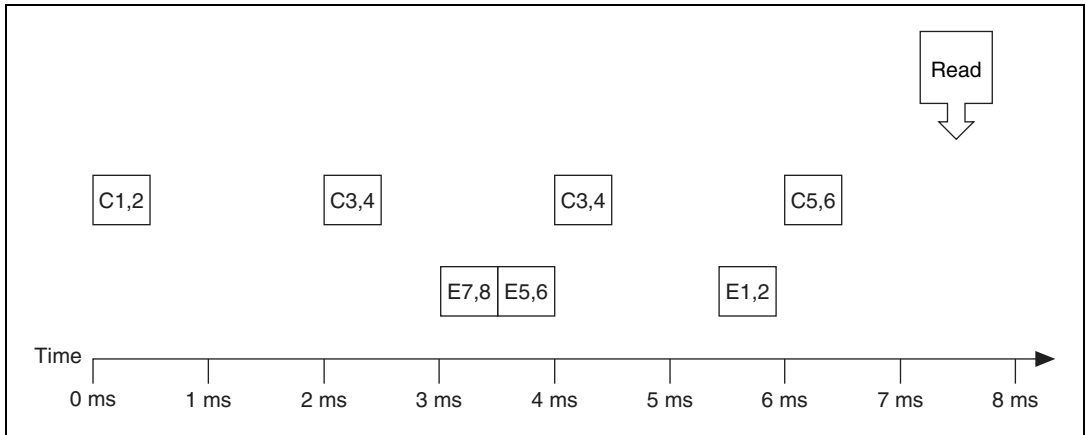 Read
C1,2 C3,4 C3,4 C5,6
E7,8 E5,6 E1,2
Time
0 ms 1 ms 2 ms 3 ms 4 ms 5 ms 6 ms 7 ms 8 ms